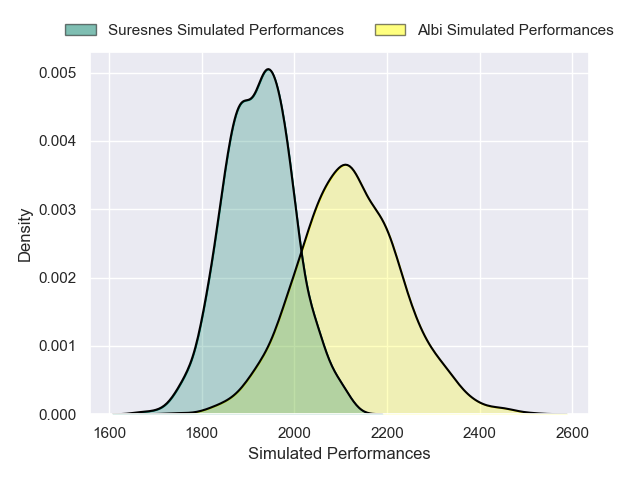 Suresnes Simulated Performances Albi Simulated Performances
0.005
0.004
0.003
0.002
0.001
0.000
Density
1600 1800 2000 2200 2400 2600
Simulated Performances